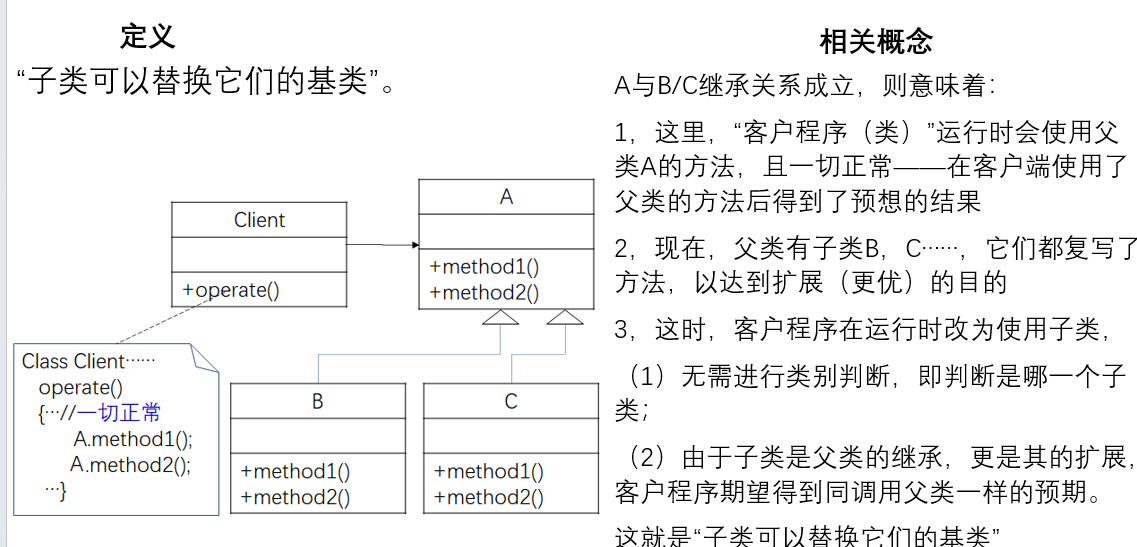 定义
“子类可以替换它们的基类”。
Client
+operate()
A
+method1()
+method2()
Class Client……
operate()
{…//一切正常
A.method1();
A.method2();
…}
B
+method1()
+method2()
C
+method1()
+method2()
相关概念
A与B/C继承关系成立，则意味着：
1，这里，“客户程序（类）”运行时会使用父
类A的方法，且一切正常——在客户端使用了
父类的方法后得到了预想的结果
2，现在，父类有子类B，C……，它们都复写了
方法，以达到扩展（更优）的目的
3，这时，客户程序在运行时改为使用子类，
（1）无需进行类别判断，即判断是哪一个子
类；
（2）由于子类是父类的继承，更是其的扩展，
客户程序期望得到同调用父类一样的预期。
这就是“子类可以替换它们的基类”